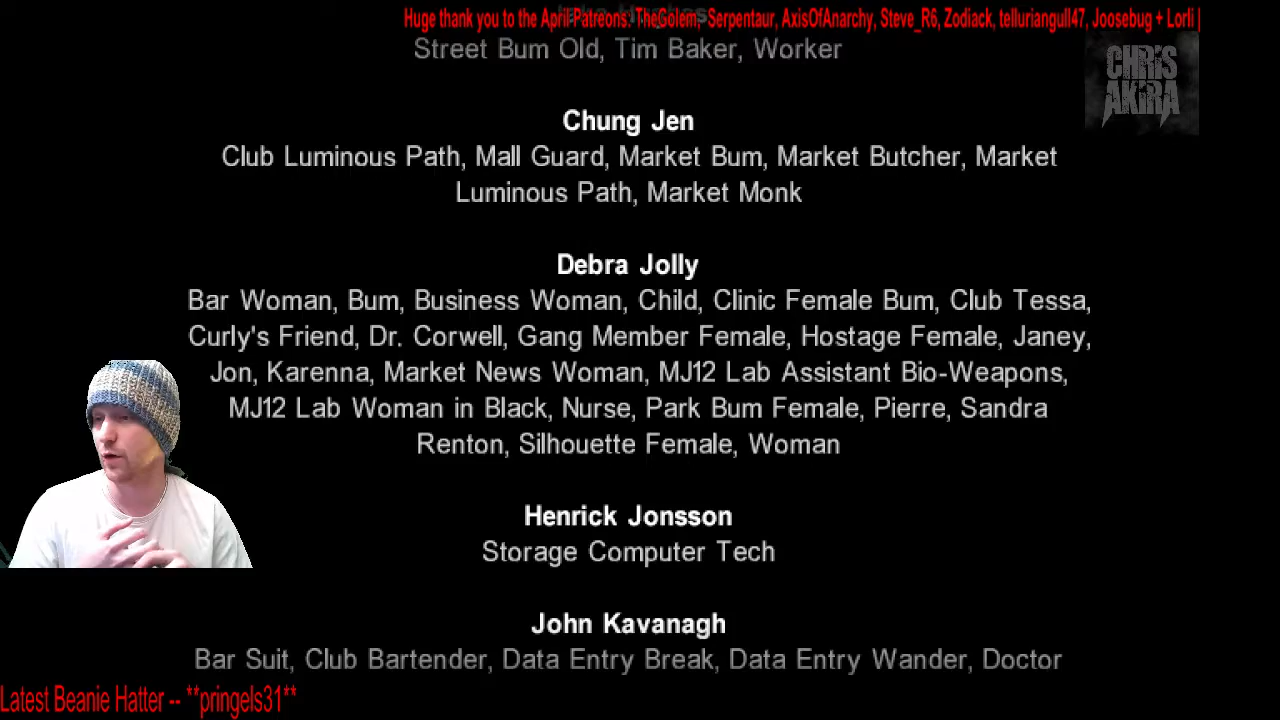 Huge thank you to the April Patreons: TheGolem, Serpentaur, AxisOfAnarchy, Steve_R6, Zodiack, telluriangull47, Joosebug + Lorli |
Street Bum Old, Tim Baker, Worker
CHRIS
AKIRA
Chung Jen
Club Luminous Path, Mall Guard, Market Bum, Market Butcher, Market
Luminous Path, Market Monk
Debra Jolly
Bar Woman, Bum, Business Woman, Child, Clinic Female Bum, Club Tessa,
Curly's Friend, Dr. Corwell, Gang Member Female, Hostage Female, Janey,
Jon, Karenna, Market News Woman, MJ12 Lab Assistant Bio-Weapons,
MJ12 Lab Woman in Black, Nurse, Park Bum Female, Pierre, Sandra
Renton, Silhouette Female, Woman
Henrick Jonsson
Storage Computer Tech
John Kavanagh
Bar Suit, Club Bartender, Data Entry Break, Data Entry Wander, Doctor
Latest Beanie Hatter -- **pringels31**